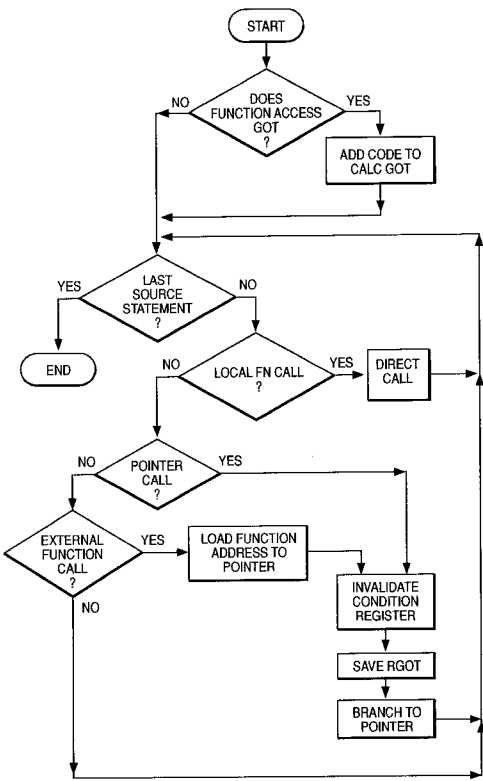 START
NO
DOES
FUNCTION ACCESS
GOT
?
YES
ADD CODE TO
CALC GOT
YES
LAST
SOURCE
STATEMENT
?
NO
END
NO
LOCAL FN CALL
?
YES
DIRECT
CALL
NO
POINTER
CALL
?
YES
EXTERNAL
FUNCTION
CALL
?
YES
NO
LOAD FUNCTION
ADDRESS TO
POINTER
INVALIDATE
CONDITION
REGISTER
SAVE RGOT
BRANCH TO
POINTER